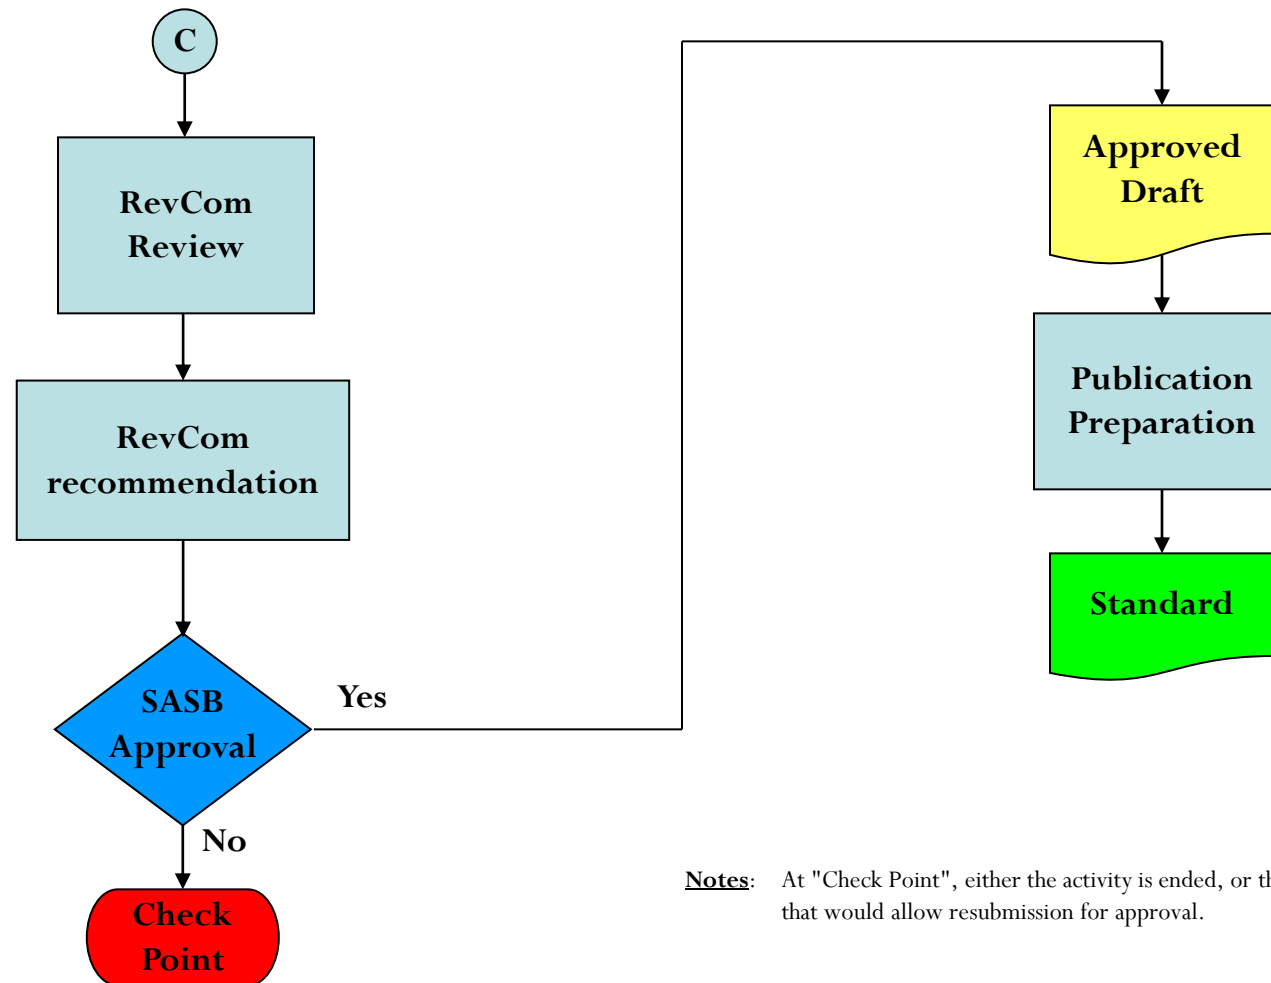 C
RevCom
Review
RevCom
recommendation
SASB
Approval
Yes
No
Check
Point
Approved
Draft
Publication
Preparation
Standard
Notes: At "Check Point", either the activity is ended, or
that would allow resubmission for approval.